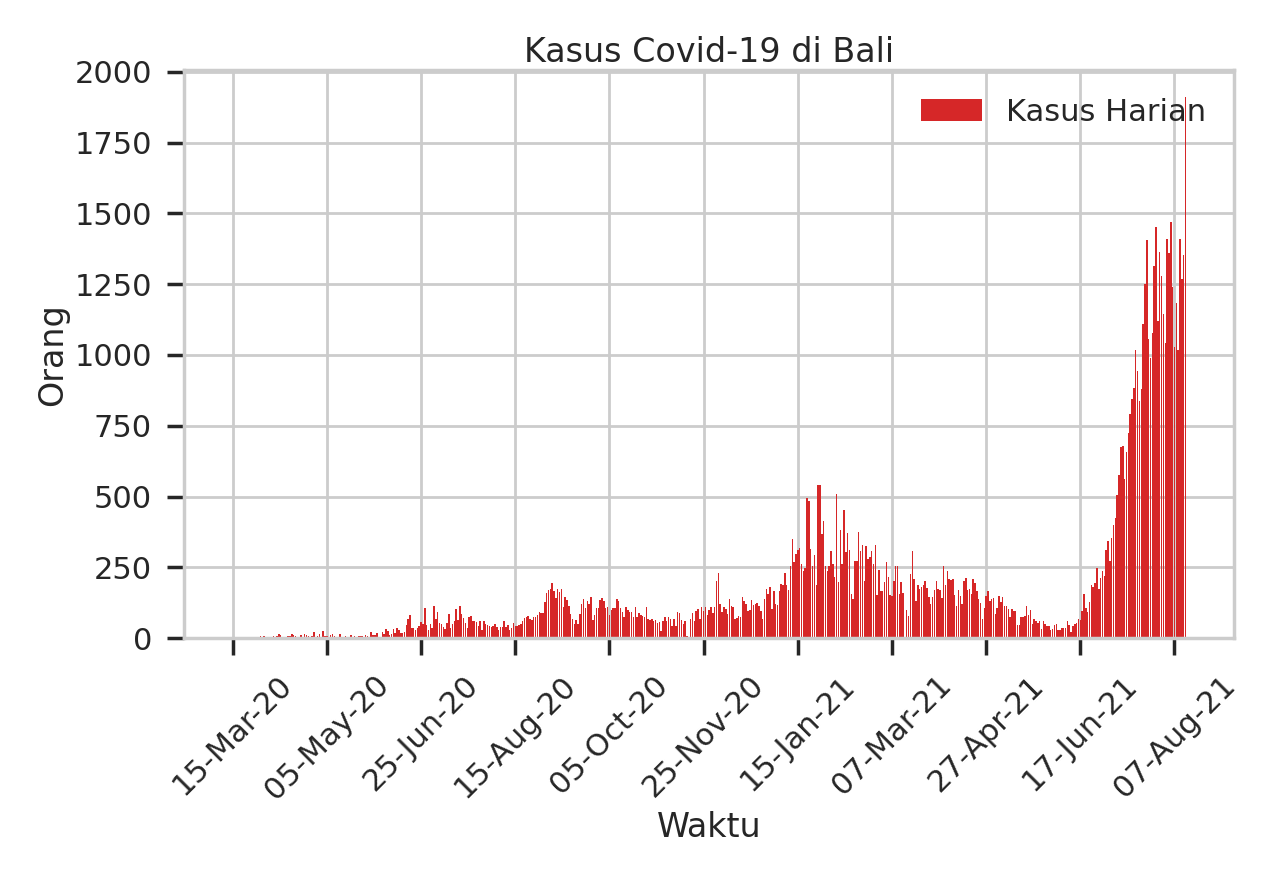 Kasus Covid-19 di Bali
2000
1750
1500
1250
1000
750
500
250
0
Orang
Kasus Harian
15-Mar-20
05-May-20
25-Jun-20
15-Aug-20
05-Oct-20
25-Nov-20
15-Jan-21
07-Mar-21
27-Apr-21
17-Jun-21
07-Aug-21
Waktu